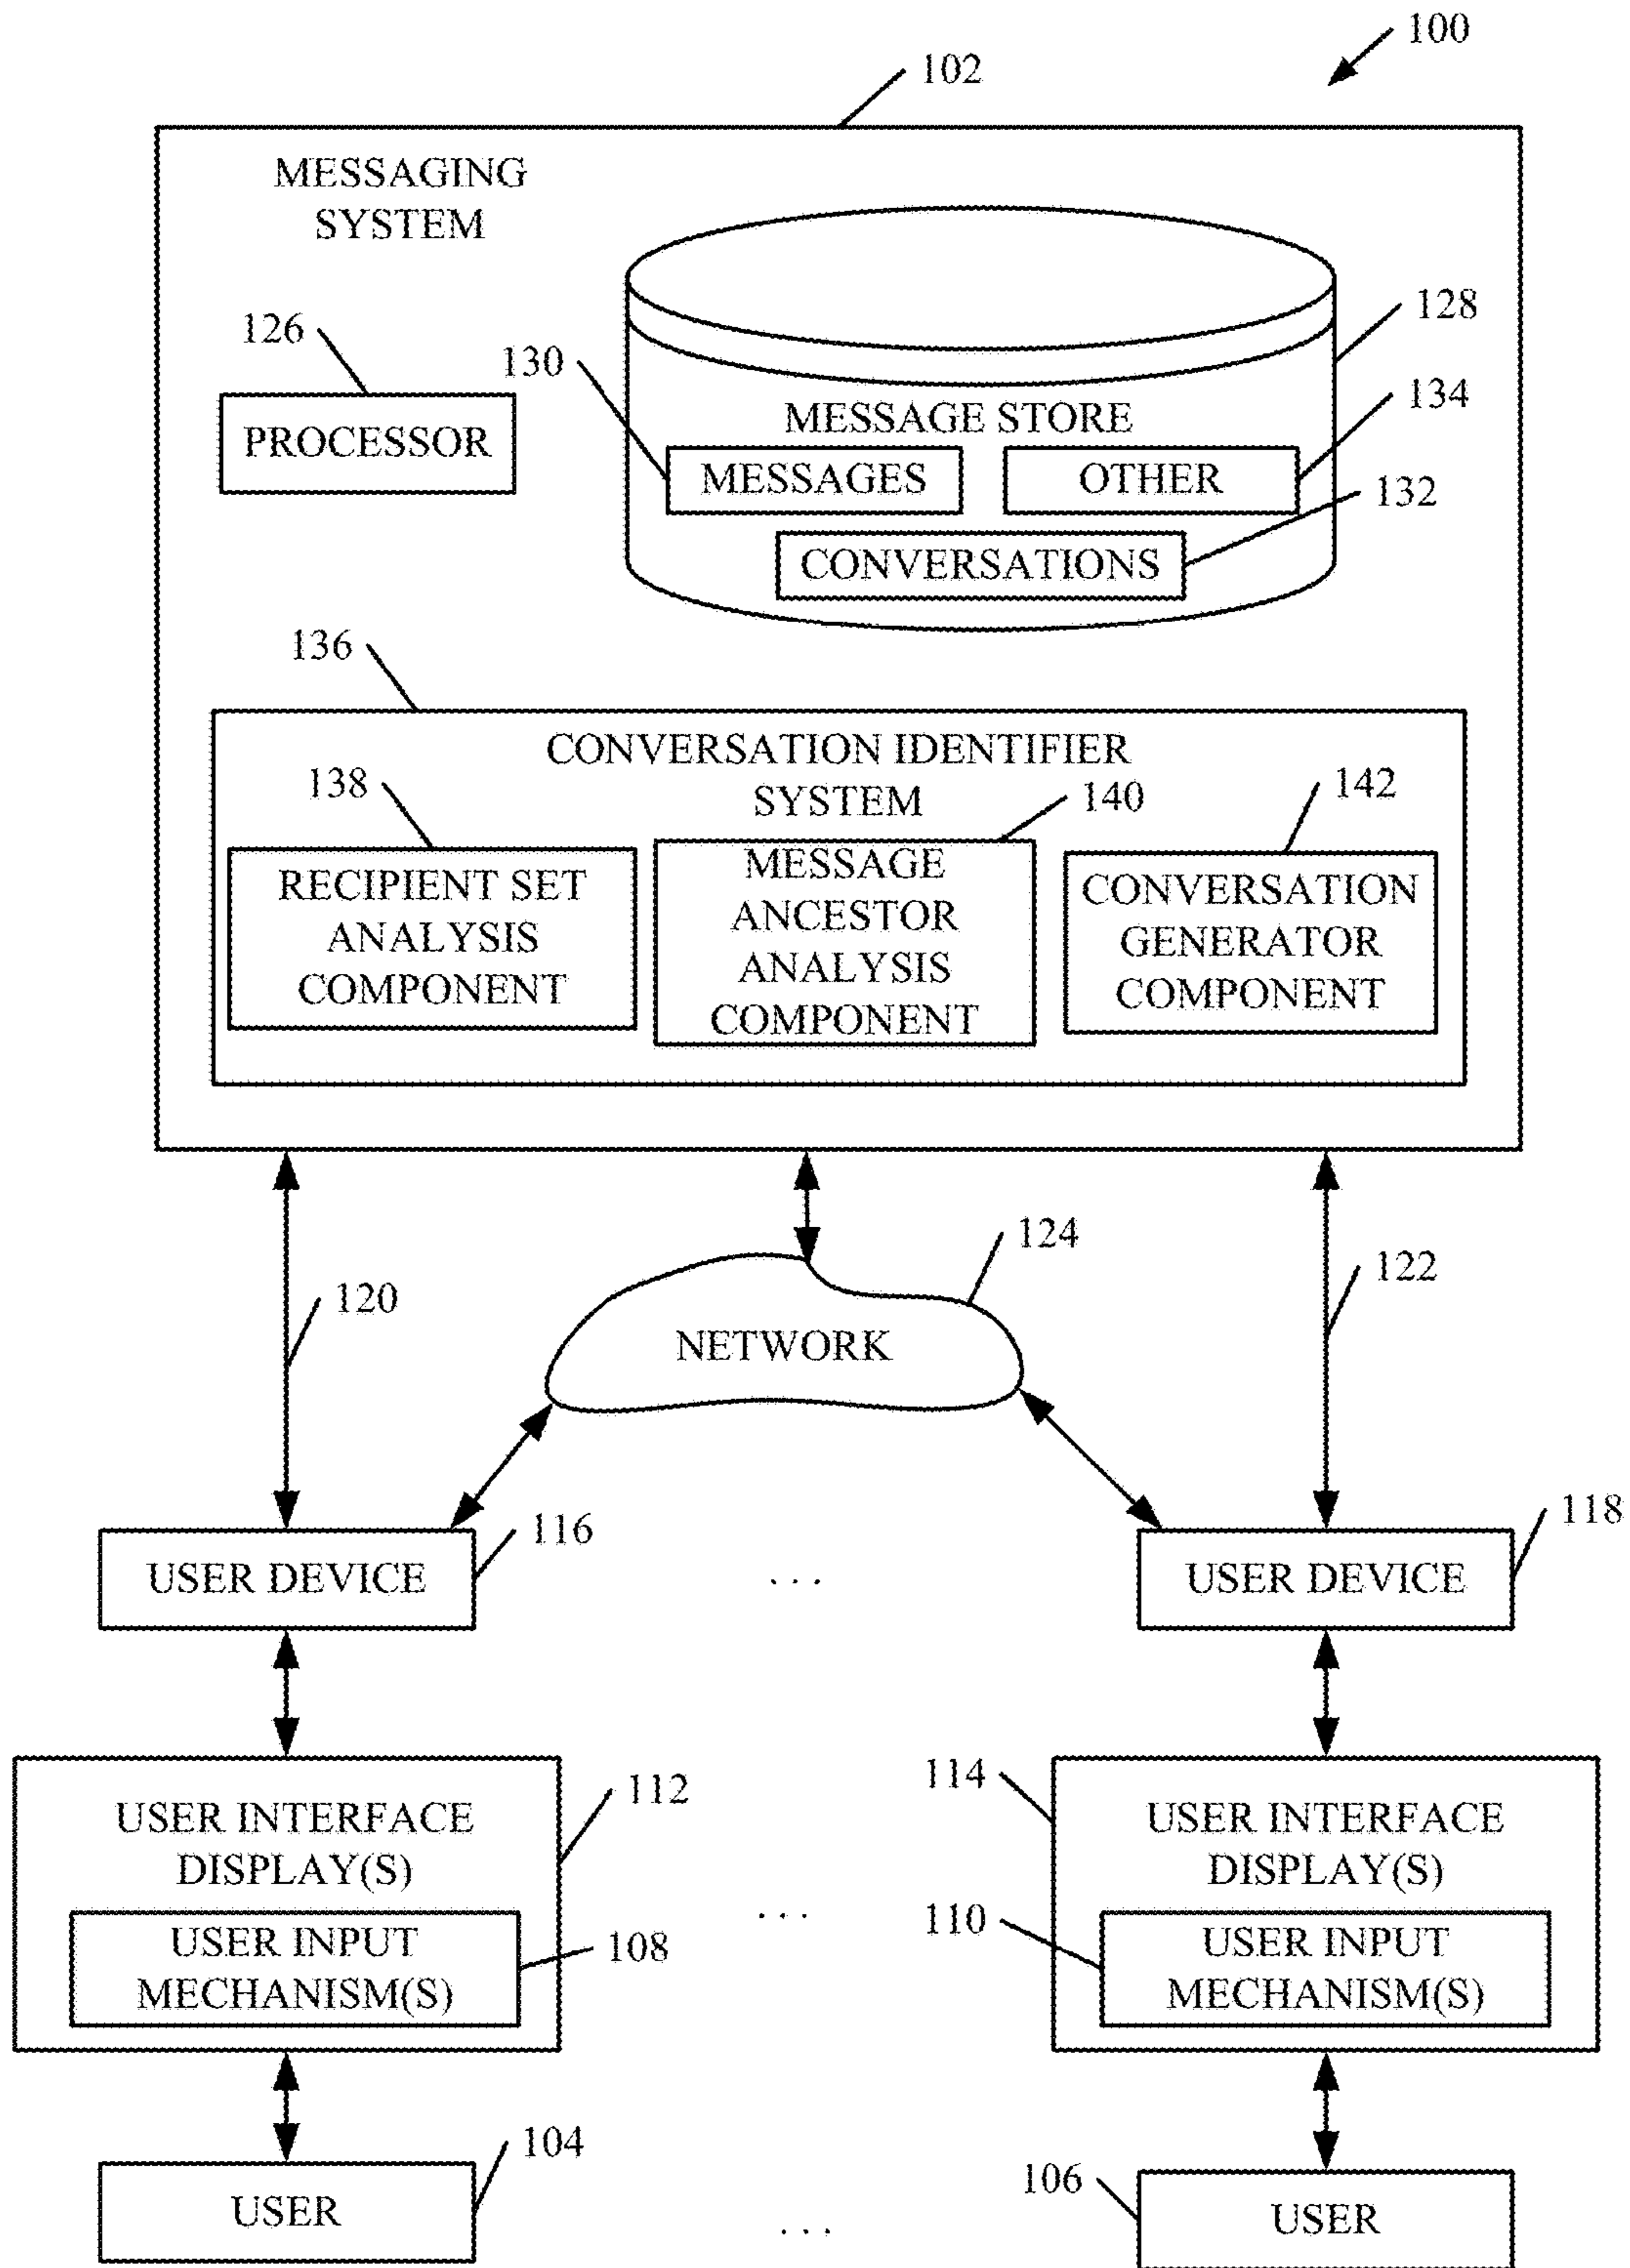 100
102
MESSAGING
SYSTEM
128
126
130
134
MESSAGE STORE
PROCESSOR
MESSAGES
OTHER
132
CONVERSATIONS
136
CONVERSATION IDENTIFIER
SYSTEM
138
140
142
RECIPIENT SET
ANALYSIS
COMPONENT
MESSAGE
ANCESTOR
ANALYSIS
COMPONENT
CONVERSATION
GENERATOR
COMPONENT
124
120
122
NETWORK
116
118
USER DEVICE
...
USER DEVICE
112
114
USER INTERFACE
DISPLAY(S)
USER INTERFACE
DISPLAY(S)
...
110
108
USER INPUT
MECHANISM(S)
USER INPUT
MECHANISM(S)
104
106
USER
...
USER